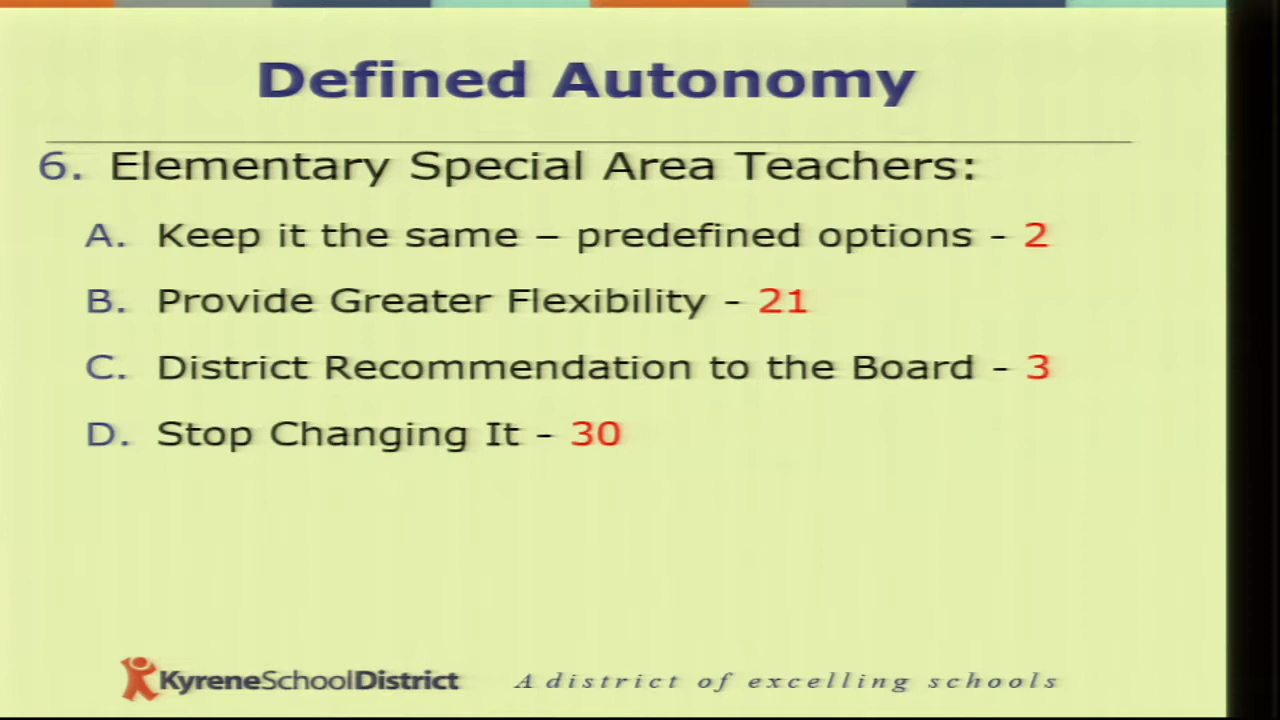 Defined Autonomy
6. Elementary Special Area Teachers:
A. Keep it the same – predefined options - 2
B. Provide Greater Flexibility - 21
C. District Recommendation to the Board - 3
D. Stop Changing It - 30
KyreneSchoolDistrict A district of excelling schools